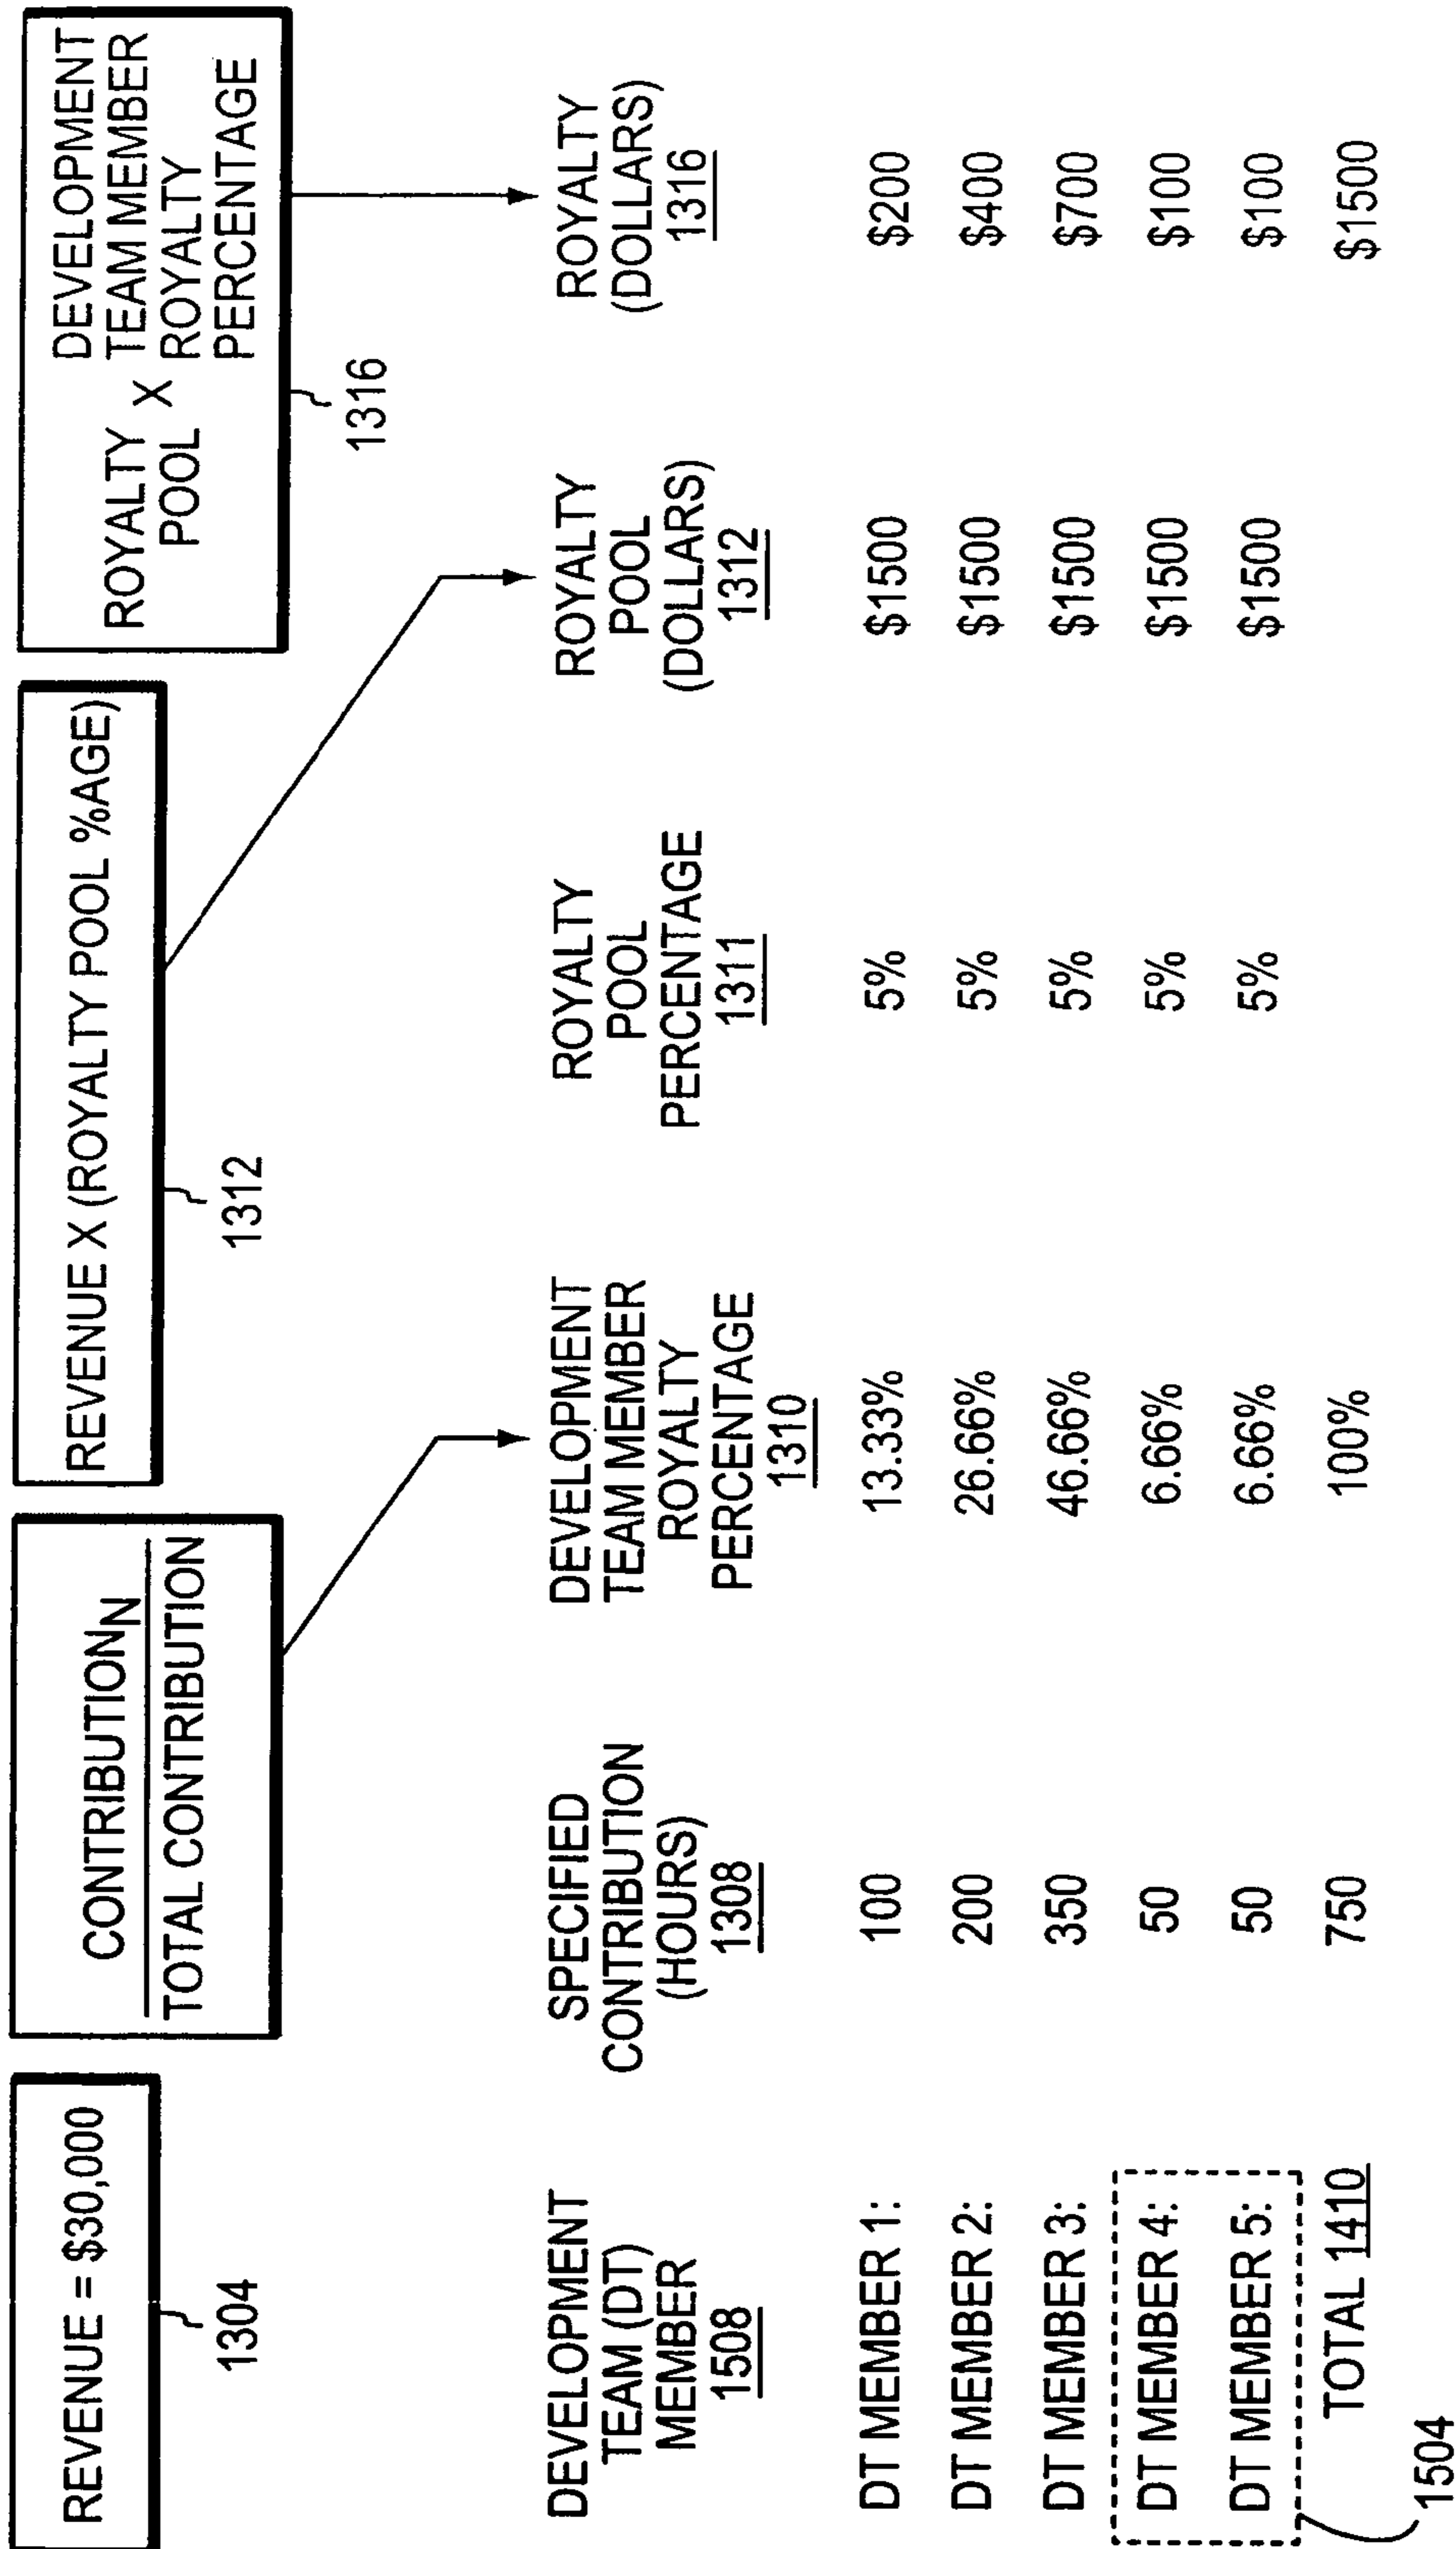 REVENUE = $30,000
1304
CONTRIBUTIONN
TOTAL CONTRIBUTION
REVENUE X (ROYALTY POOL %AGE)
1312
ROYALTY POOL X DEVELOPMENT TEAM MEMBER ROYALTY PERCENTAGE
1316
DEVELOPMENT
TEAM (DT)
MEMBER
1508
SPECIFIED
CONTRIBUTION
(HOURS)
1308
DEVELOPMENT
TEAM MEMBER
ROYALTY
PERCENTAGE
1310
ROYALTY
POOL
PERCENTAGE
1311
ROYALTY
POOL
(DOLLARS)
1312
ROYALTY
(DOLLARS)
1316
DT MEMBER 1: 100 13.33% 5% $1500 $200
DT MEMBER 2: 200 26.66% 5% $1500 $400
DT MEMBER 3: 350 46.66% 5% $1500 $700
DT MEMBER 4: 50 6.66% 5% $1500 $100
DT MEMBER 5: 50 6.66% 5% $1500 $100
TOTAL 1410 750 100% $1500
1504